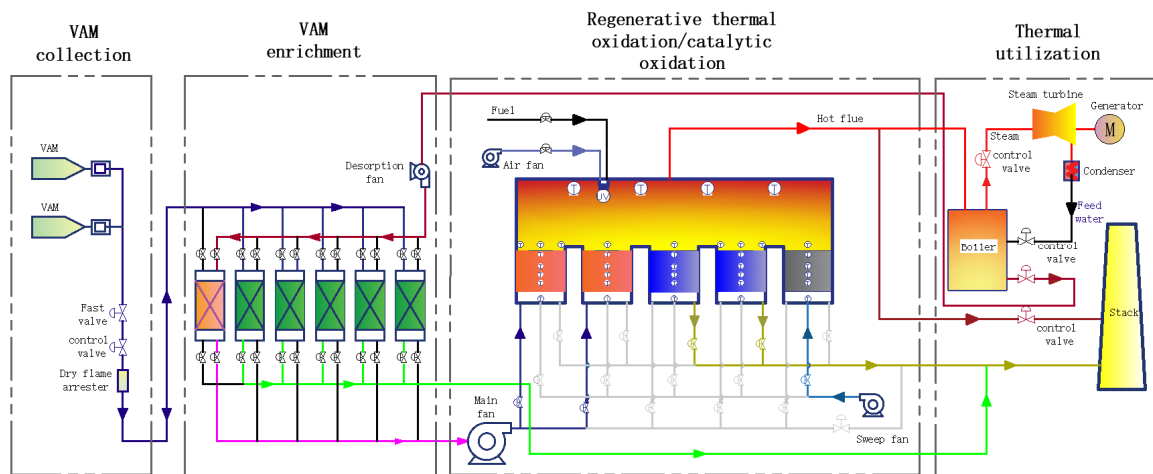 VAM
collection
VAM
enrichment
Regenerative thermal
oxidation/catalytic
oxidation
Thermal
utilization
VAM
VAM
Fast
valve
control
valve
Dry flame
arrester
Desorption
fan
Main
fan
Fuel
Air fan
UV
T
T
T
T
Hot flue
Sweep fan
Steam turbine
Generator
M
Steam
control
valve
Condenser
Feed
water
Boiler
control
valve
control
valve
Stack